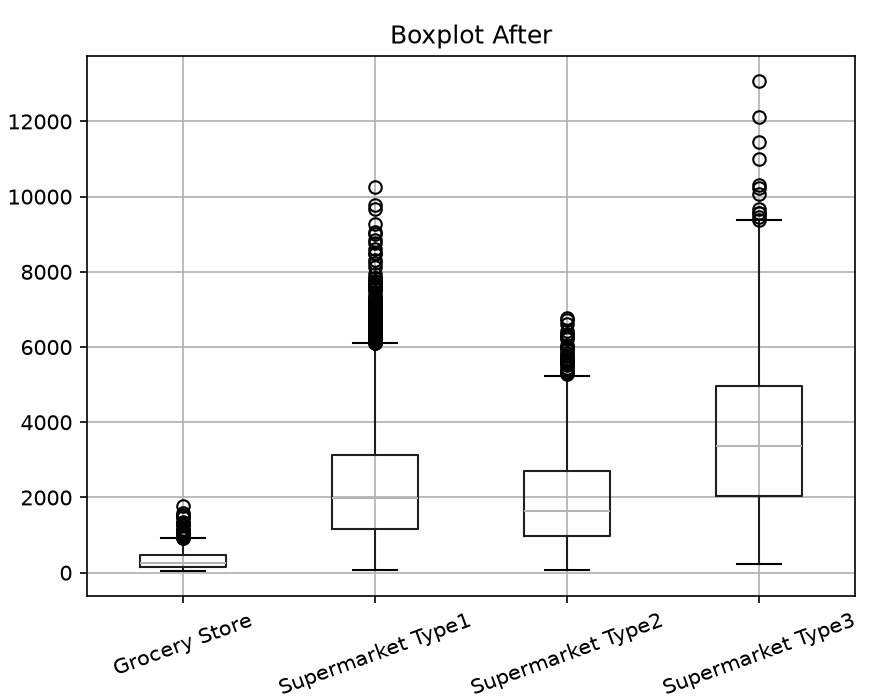 Boxplot After
12000
10000
8000
6000
4000
2000
0
Grocery Store
Supermarket Type1
Supermarket Type2
Supermarket Type3